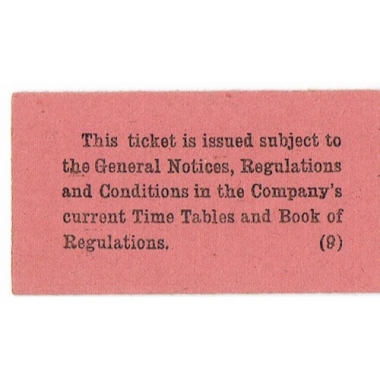 This ticket is issued subject to
the General Notices, Regulations
and Conditions in the Company's
current Time Tables and Book of
Regulations. (9)